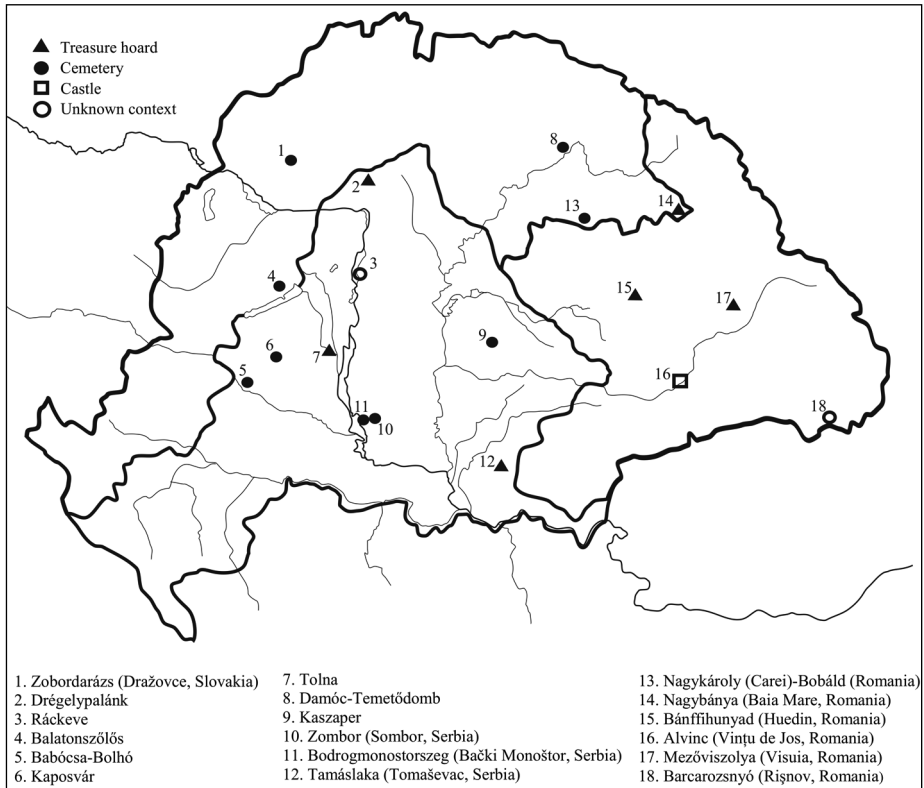 Treasure hoard
Cemetery
Castle
Unknown context
1
2
3
4
5
6
7
8
9
10
11
12
13
14
15
16
17
18
1. Zobordarázs (Dražovce, Slovakia)
2. Drégelypalánk
3. Ráckeve
4. Balatonszőlős
5. Babócsa-Bolhó
6. Kaposvár
7. Tolna
8. Damóc-Temetődomb
9. Kaszaper
10. Zombor (Sombor, Serbia)
11. Bodrogmonostorszeg (Bački Monoštor, Serbia)
12. Tamáslaka (Tomaševac, Serbia)
13. Nagykároly (Carei)-Bobáld (Romania)
14. Nagybánya (Baia Mare, Romania)
15. Bánffihunyad (Huedin, Romania)
16. Alvinc (Vințu de Jos, Romania)
17. Mezőviszolya (Visuia, Romania)
18. Barcarozsnyó (Rișnov, Romania)